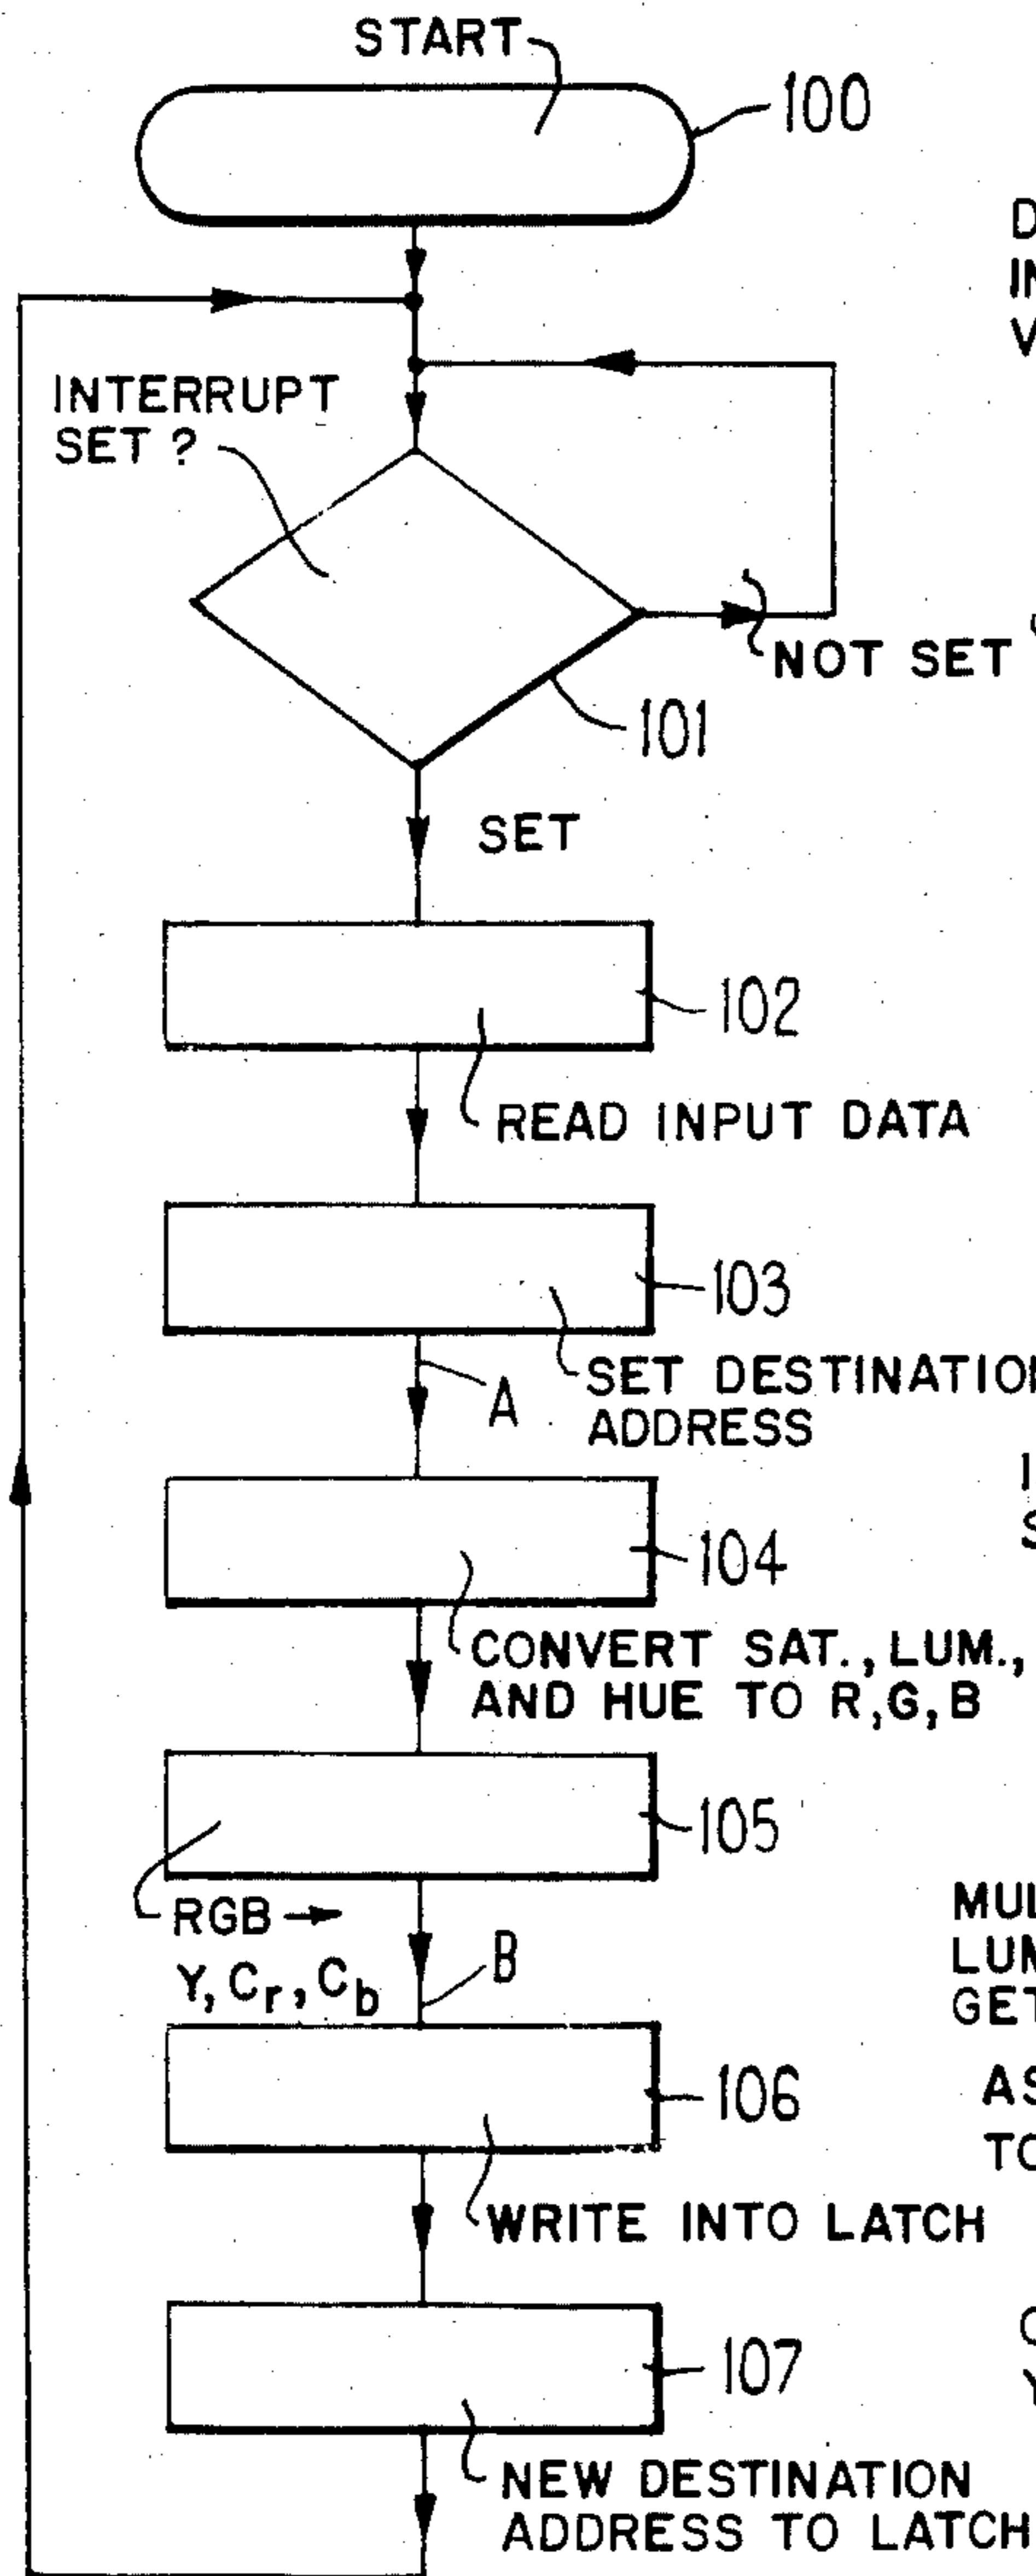 START
100
INTERRUPT
SET ?
NOT SET
101
SET
102
READ INPUT DATA
103
SET DESTINATION
ADDRESS
A
104
CONVERT SAT., LUM.,
AND HUE TO R,G,B
105
RGB →
Y, Cr, Cb
B
106
WRITE INTO LATCH
107
NEW DESTINATION
ADDRESS TO LATCH